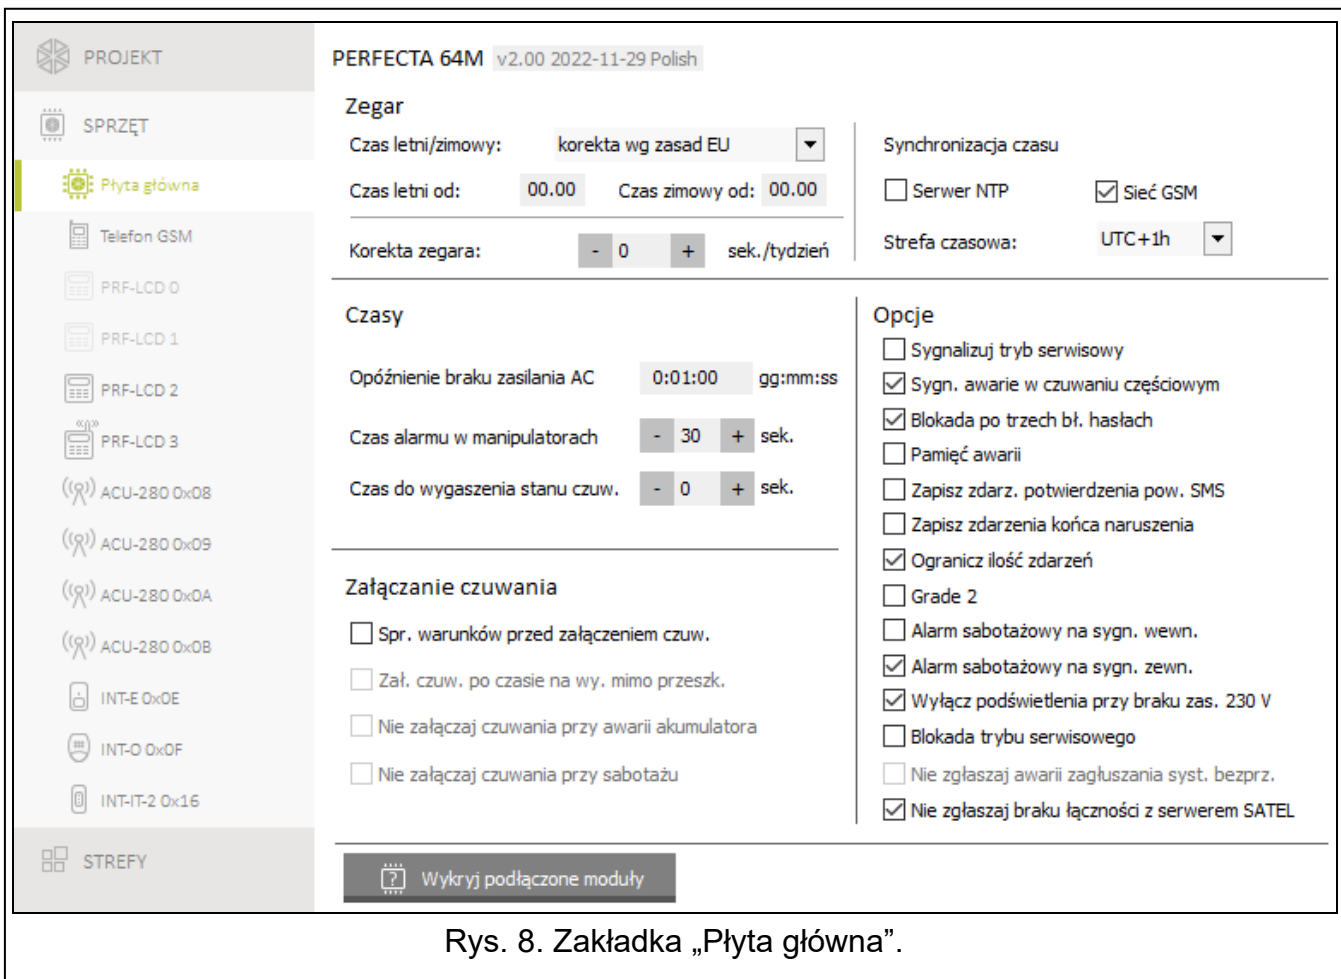 PROJEKT
SPRZĘT
Płyta główna
Telefon GSM
PRF-LCD 0
PRF-LCD 1
PRF-LCD 2
PRF-LCD 3
ACU-280 0x08
ACU-280 0x09
ACU-280 0x0A
ACU-280 0x0B
INT-E 0x0E
INT-O 0x0F
INT-IT-2 0x16
STREFY
PERFECTA 64M v2.00 2022-11-29 Polish
Zegar
Czas letni/zimowy: korekta wg zasad EU
Czas letni od: 00.00 Czas zimowy od: 00.00
Korekta zegara: - 0 + sek./tydzień
Synchronizacja czasu
Serwer NTP Sieć GSM
Strefa czasowa: UTC+1h
Czasy
Opóźnienie braku zasilania AC 0:01:00 gg:mm:ss
Czas alarmu w manipulatorach - 30 + sek.
Czas do wygaszenia stanu czuw. - 0 + sek.
Załączanie czuwania
Spr. warunków przed załączeniem czuw.
Zał. czuw. po czasie na wy. mimo przeszk.
Nie załączaj czuwania przy awarii akumulatora
Nie załączaj czuwania przy sabotażu
Opcje
Sygnalizuj tryb serwisowy
Sygn. awarie w czuwaniu częściowym
Blokada po trzech bł. hasłach
Pamięć awarii
Zapisz zdarz. potwierdzenia pow. SMS
Zapisz zdarzenia końca naruszenia
Ogranicz ilość zdarzeń
Grade 2
Alarm sabotażowy na sygn. wewn.
Alarm sabotażowy na sygn. zewn.
Wyłącz podświetlenia przy braku zas. 230 V
Blokada trybu serwisowego
Nie zgłaszaj awarii zagłuszania syst. bezprz.
Nie zgłaszaj braku łączności z serwerem SATEL
? Wykryj podłączone moduły
Rys. 8. Zakładka „Płyta główna”.